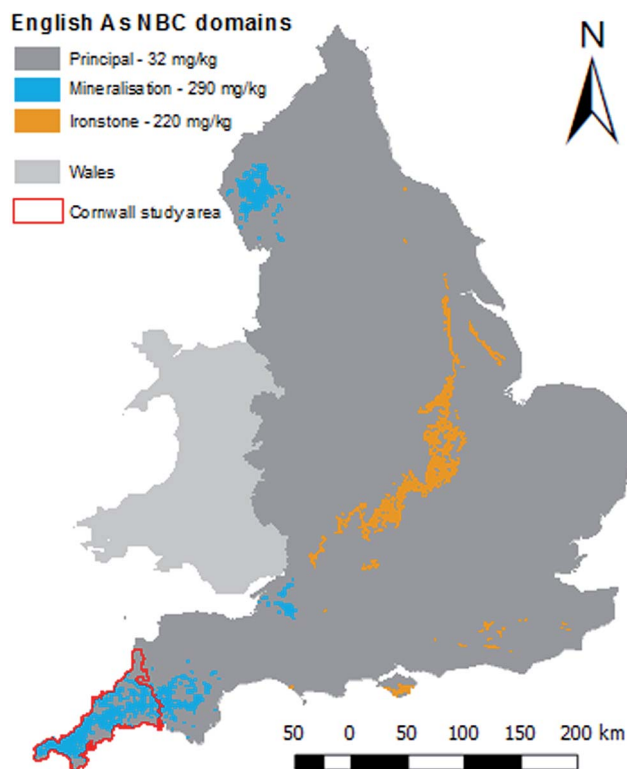 English As NBC domains
Principal - 32 mg/kg
Mineralisation - 290 mg/kg
Ironstone - 220 mg/kg
Wales
Cornwall study area
N
50 0 50 100 150 200 km